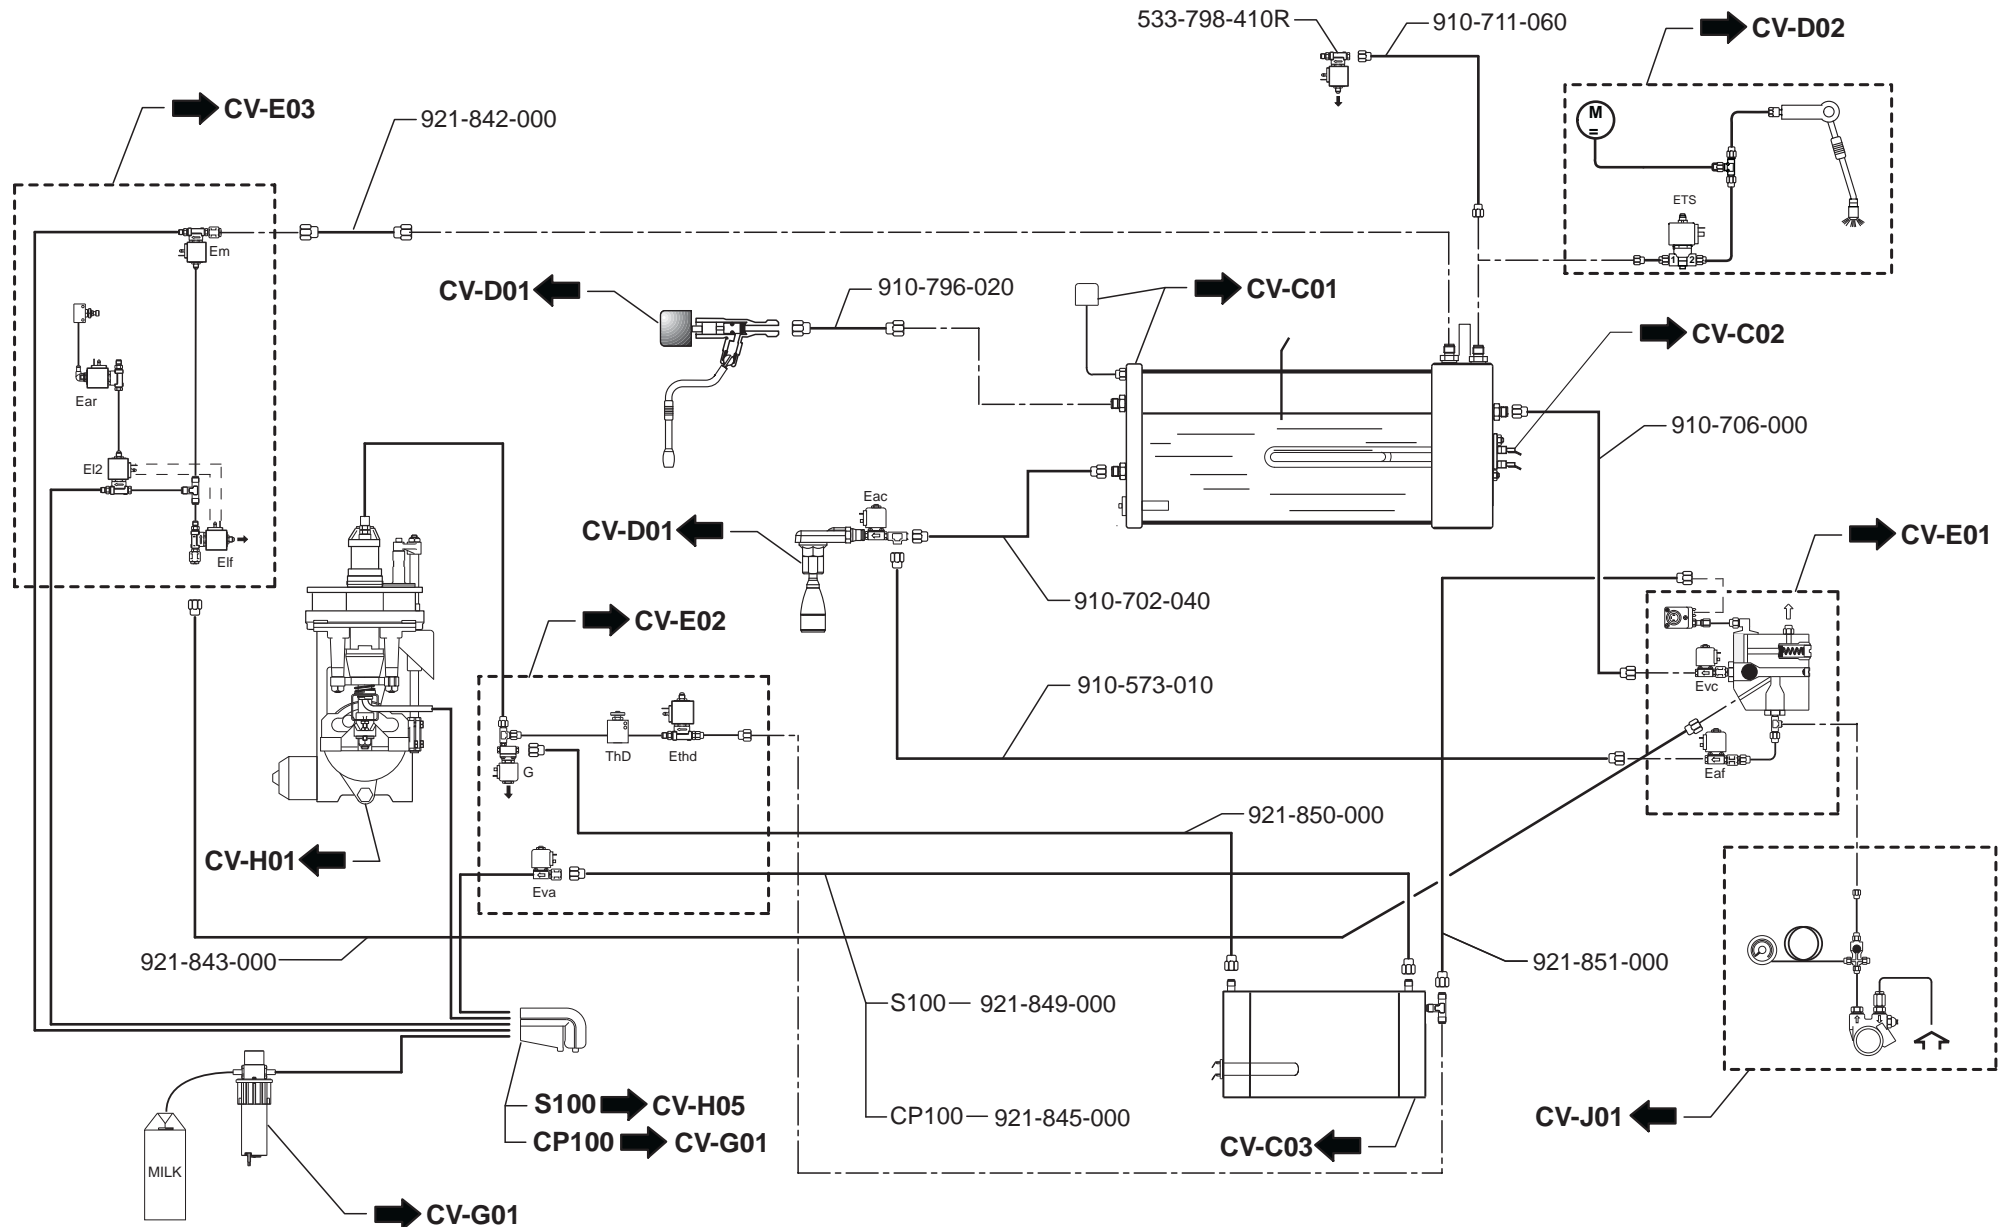 533-798-410R
910-711-060
CV-D02
CV-E03
921-842-000
M
=
ETS
1 2
Em
CV-D01
910-796-020
CV-C01
CV-C02
Ear
910-706-000
El2
Eac
CV-D01
CV-E01
Elf
910-702-040
CV-E02
910-573-010
Evc
ThD
Ethd
G
Eaf
921-850-000
CV-H01
Eva
921-843-000
921-851-000
S100 921-849-000
S100 CV-H05
CP100 921-845-000
CV-J01
CP100 CV-G01
CV-C03
MILK
CV-G01